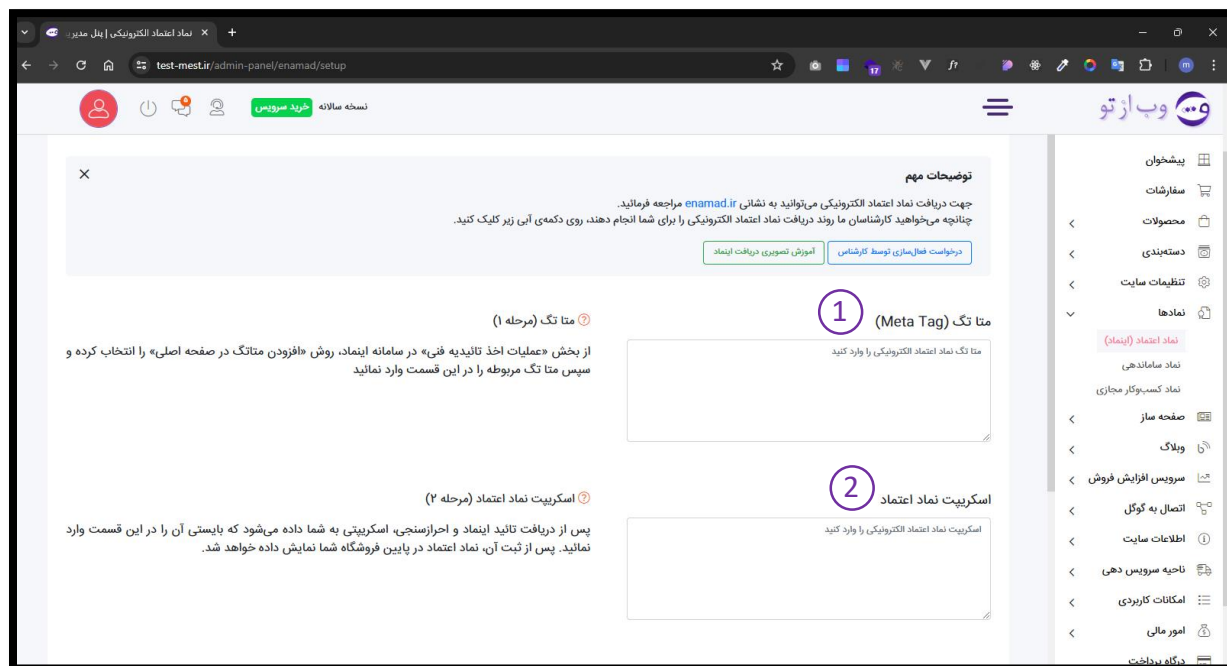 نماد اعتماد الکترونیکی | پنل مدیری
test-mest.ir/admin-panel/enamad/setup
17
m
وب از تو
نسخه سالانه خرید سرویس
پیشخوان
سفارشات
محصولات
دسته‌بندی
تنظیمات سایت
نمادها
نماد اعتماد (اینماد)
نماد ساماندهی
نماد کسب‌وکار مجازی
صفحه ساز
وبلاگ
سرویس افزایش فروش
اتصال به گوگل
اطلاعات سایت
ناحیه سرویس دهی
امکانات کاربردی
امور مالی
درگاه پرداخت
توضیحات مهم
جهت دریافت نماد اعتماد الکترونیکی می‌توانید به نشانی enamad.ir مراجعه فرمائید.
چنانچه می‌خواهید کارشناسان ما روند دریافت نماد اعتماد الکترونیکی را برای شما انجام دهند، روی دکمه‌ی آبی زیر کلیک کنید.
درخواست فعال‌سازی توسط کارشناس
آموزش تصویری دریافت اینماد
متا تگ (Meta Tag)
1
متا تگ نماد اعتماد الکترونیکی را وارد کنید
متا تگ (مرحله ۱)
از بخش «عملیات اخذ تائیدیه فنی» در سامانه اینماد، روش «افزودن متاتگ در صفحه اصلی» را انتخاب کرده و
سپس متا تگ مربوطه را در این قسمت وارد نمائید
اسکریپت نماد اعتماد
2
اسکریپت نماد اعتماد الکترونیکی را وارد کنید
اسکریپت نماد اعتماد (مرحله ۲)
پس از دریافت تائید اینماد و احرازسنجی، اسکریپتی به شما داده می‌شود که بایستی آن را در این قسمت وارد
نمائید. پس از ثبت آن، نماد اعتماد در پایین فروشگاه شما نمایش داده خواهد شد.